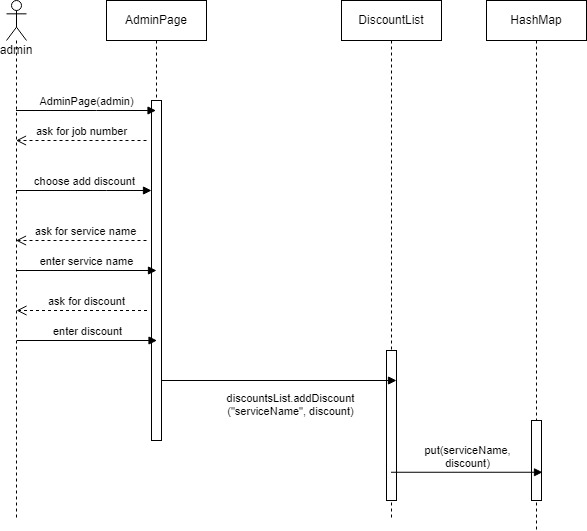 AdminPage
DiscountList
HashMap
admin
AdminPage(admin)
ask for job number
choose add discount
ask for service name
enter service name
ask for discount
enter discount
discountsList.addDiscount
("serviceName", discount)
put(serviceName,
discount)